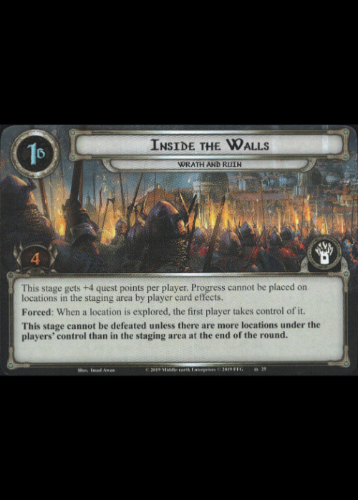 1B
INSIDE THE WALLS
WRATH AND RUIN
4
This stage gets +4 quest points per player. Progress cannot be placed on
locations in the staging area by player card effects.
Forced: When a location is explored, the first player takes control of it.
This stage cannot be defeated unless there are more locations under the
players' control than in the staging area at the end of the round.
Illus. Imad Awan © 2019 Middle-earth Enterprises © 2019 FFG